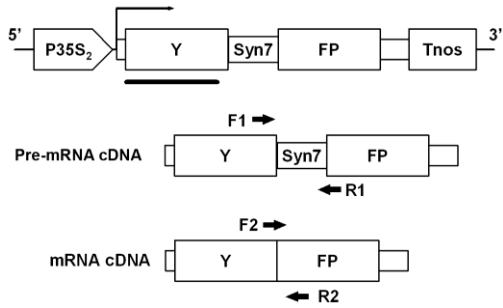 5' P35S2 Y Syn7 FP Tnos 3'
F1
Pre-mRNA cDNA Y Syn7 FP
R1
F2
mRNA cDNA Y FP
R2